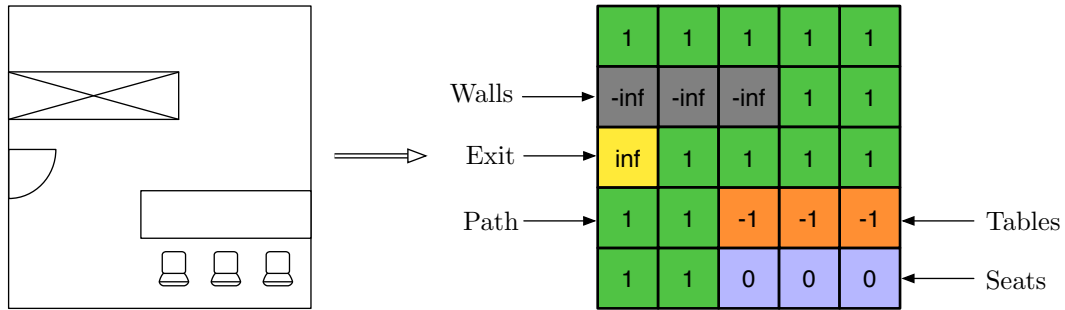 1 1 1 1 1
Walls -inf -inf -inf 1 1
Exit inf 1 1 1 1
Path 1 1 -1 -1 -1 Tables
1 1 0 0 0 Seats